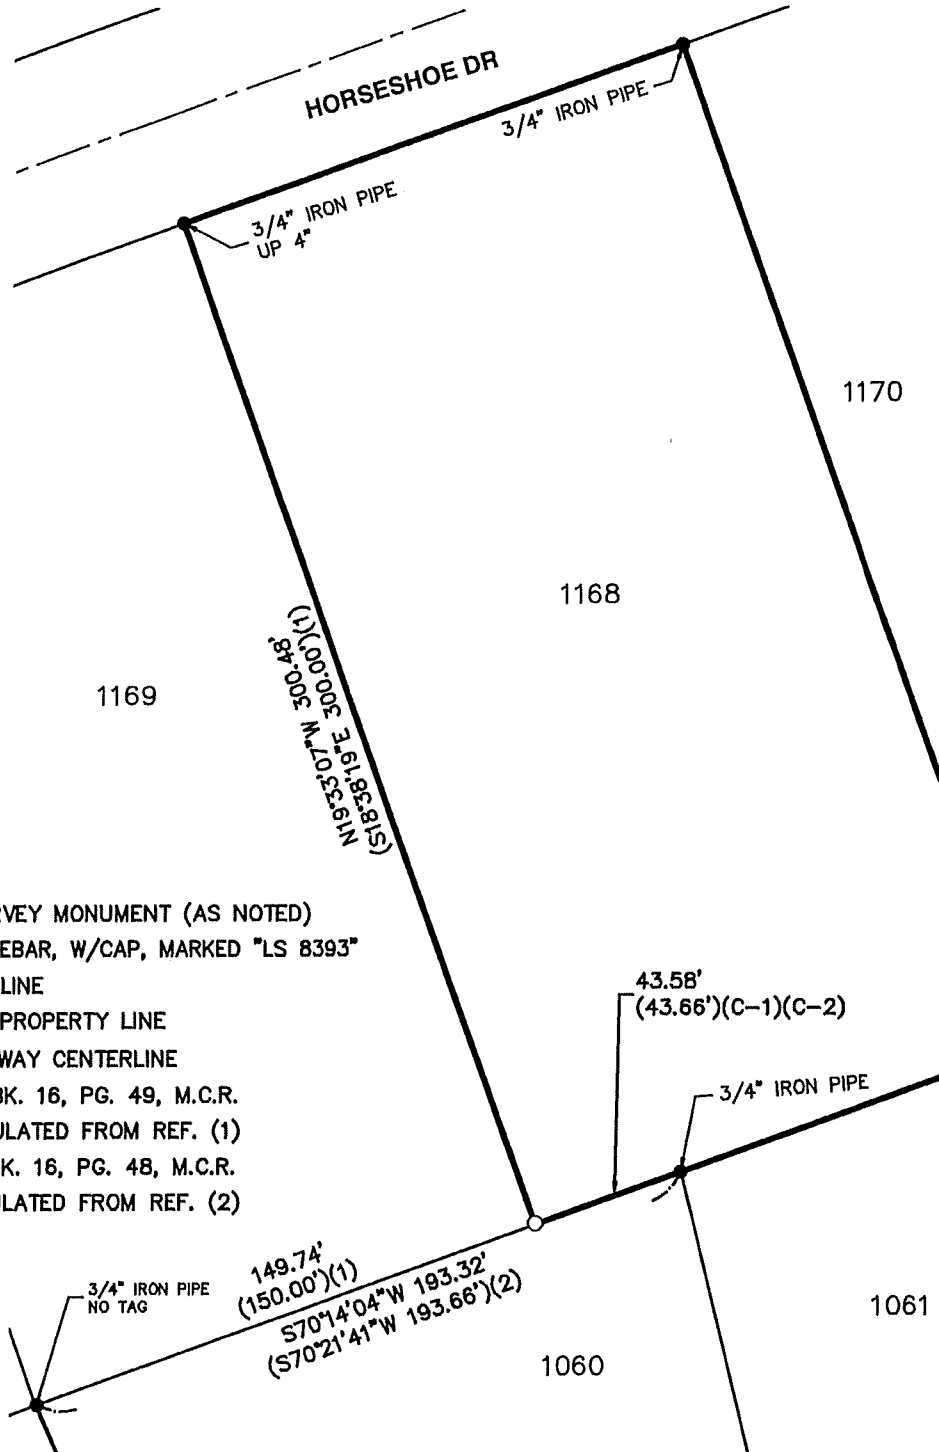 HORSESHOE DR
3/4" IRON PIPE
3/4" IRON PIPE
UP 4"
1170
1168
1169
N19°33'07"W 300.48'
(S18°38'19"E 300.00')(1)
RVEY MONUMENT (AS NOTED)
EBAR, W/CAP, MARKED "LS 8393"
LINE
PROPERTY LINE
WAY CENTERLINE
BK. 16, PG. 49, M.C.R.
ULATED FROM REF. (1)
K. 16, PG. 48, M.C.R.
ULATED FROM REF. (2)
43.58'
(43.66')(C-1)(C-2)
3/4" IRON PIPE
3/4" IRON PIPE
NO TAG
149.74'
(150.00')(1)
S70°14'04"W 193.32'
(S70°21'41"W 193.66')(2)
1060
1061